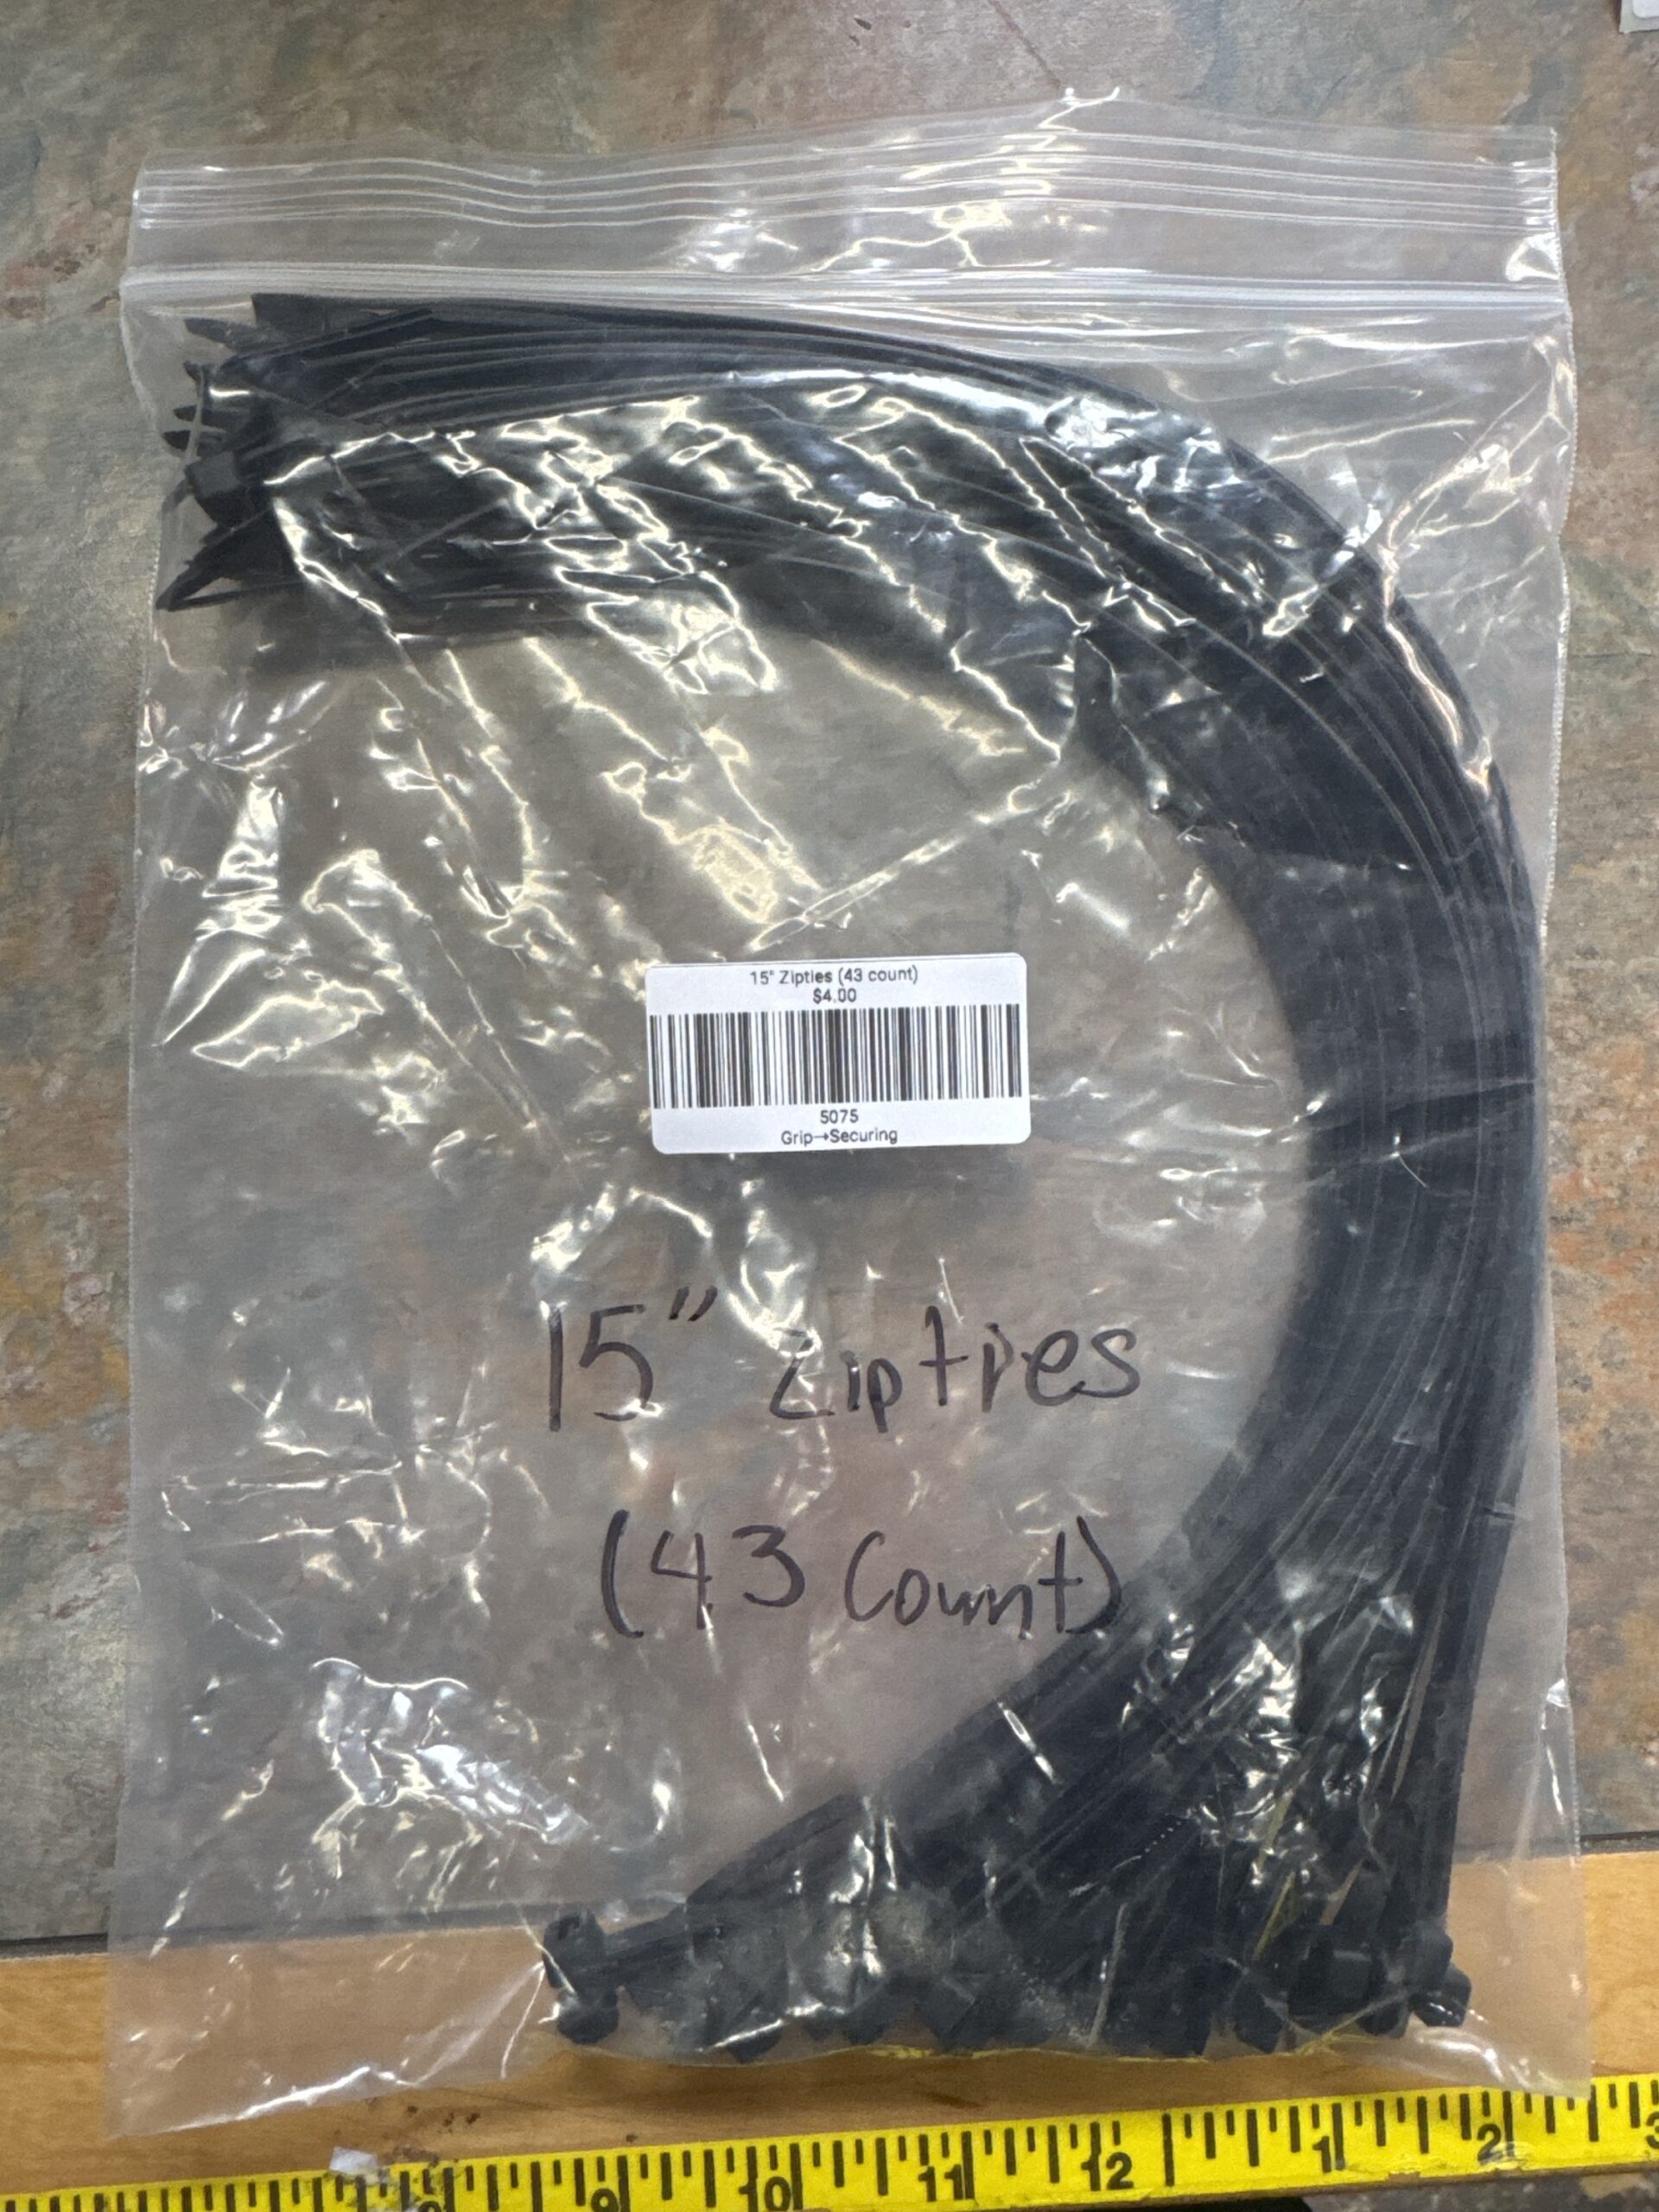 15" Zipties (43 count)
$4.00
5075
Grip→Securing
15" Zipties
(43 Count)
9 10 11 12 1 2 3